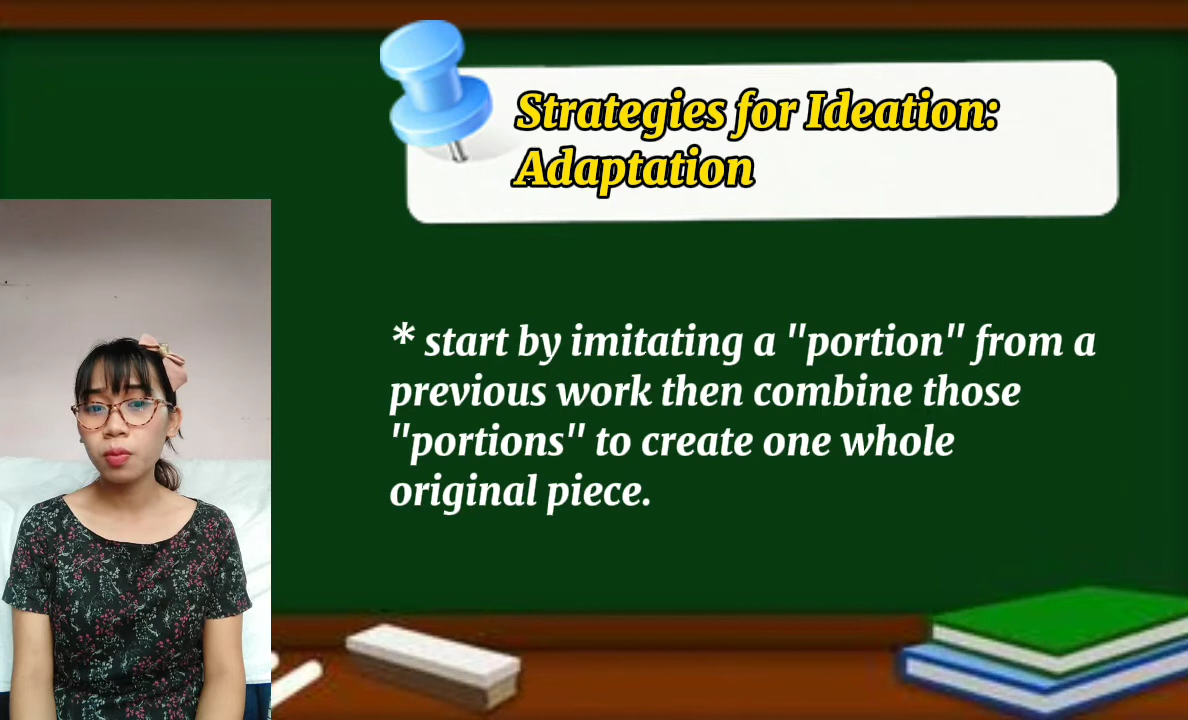 Strategies for Ideation:
Adaptation
* start by imitating a "portion" from a
previous work then combine those
"portions" to create one whole
original piece.